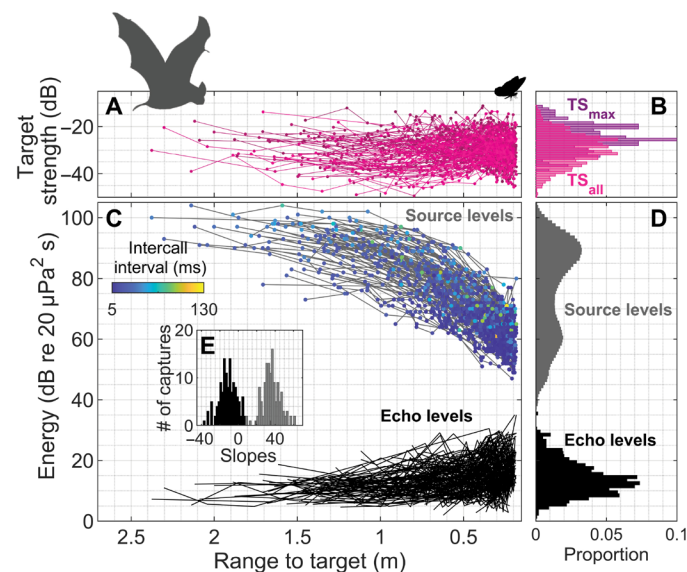 A
B
Target
strength (dB)
−20
−40
TSmax
TSall
C
D
Source levels
Intercall
interval (ms)
5
130
Energy (dB re 20 µPa² s)
100
80
60
40
20
0
E
# of captures
20
10
0
−40
0
40
Slopes
Echo levels
Source levels
Echo levels
2.5
2
1.5
1
0.5
Range to target (m)
0
0.05
0.1
Proportion